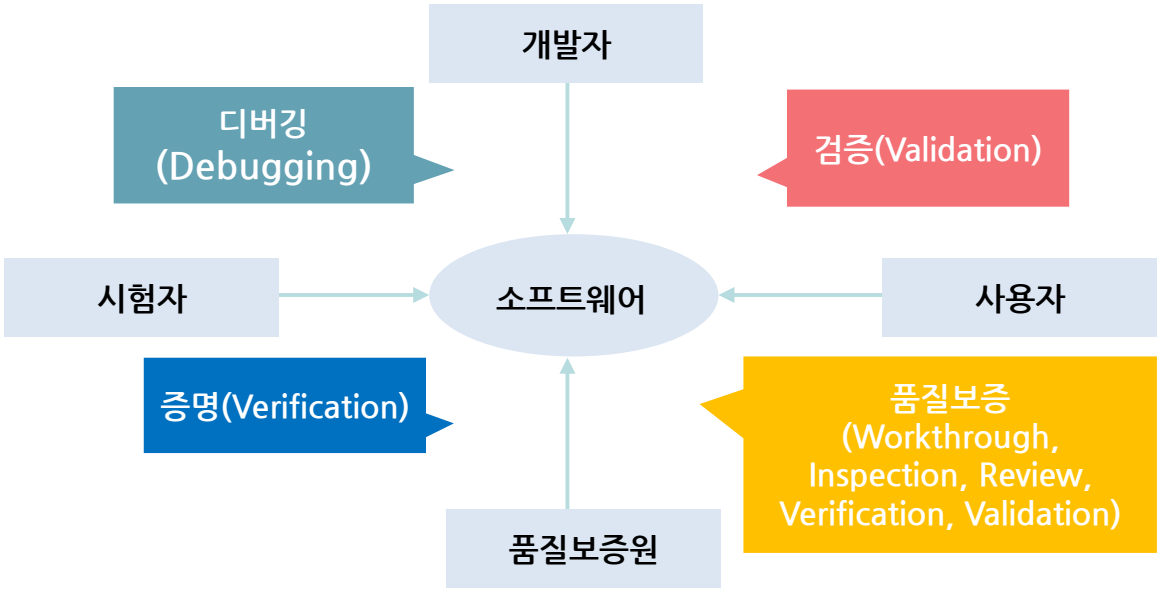 개발자
디버깅
(Debugging)
검증(Validation)
시험자
소프트웨어
사용자
증명(Verification)
품질보증
(Workthrough,
Inspection, Review,
Verification, Validation)
품질보증원